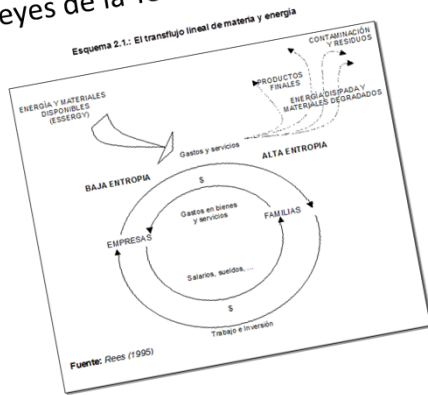 eyes de la
Esquema 2.1.: El transflujo lineal de materia y energía
CONTAMINACIÓN
Y RESIDUOS
PRODUCTOS
FINALES
ENERGÍA Y MATERIALES
DISPONIBLES
(ESSERGY)
ENERGÍA DISIPADA Y
MATERIALES DEGRADADOS
Gastos y servicios
BAJA ENTROPIA
ALTA ENTROPIA
$
Gastos en bienes
y servicios
EMPRESAS
FAMILIAS
Salarios, sueldos, ...
$
Trabajo e Inversión
Fuente: Rees (1995)